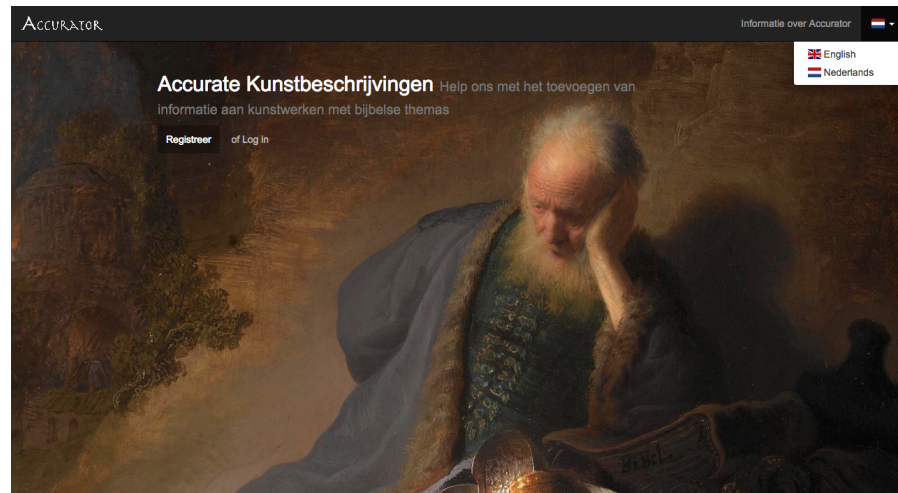 ACCURATOR
Informatie over Accurator
English
Nederlands
Accurate Kunstbeschrijvingen Help ons met het toevoegen van
informatie aan kunstwerken met bijbelse themas
Registreer of Log in
BiBel